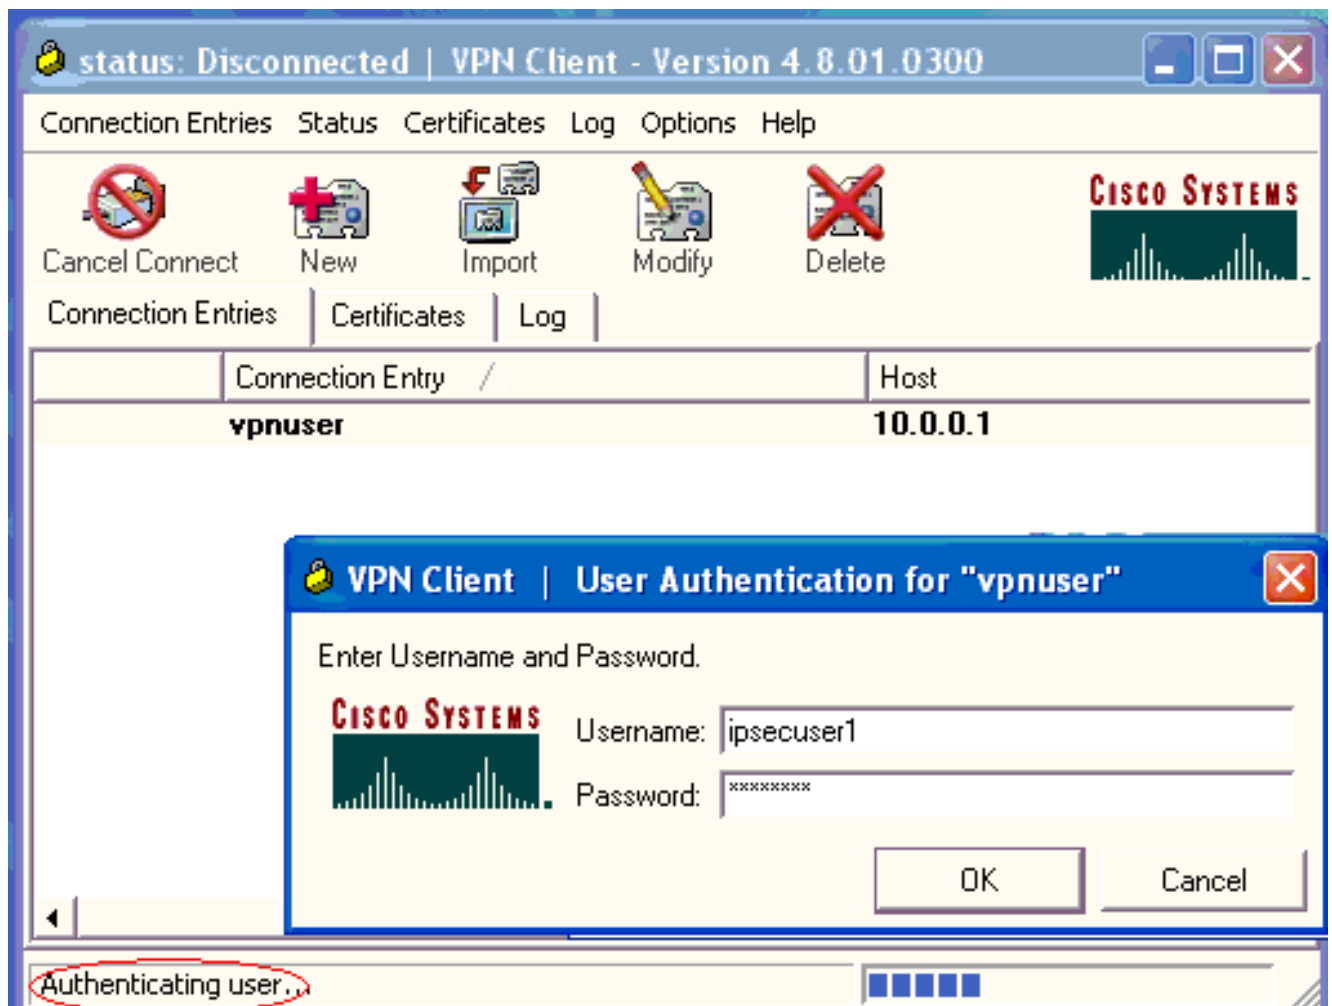 status: Disconnected | VPN Client - Version 4.8.01.0300
Connection Entries Status Certificates Log Options Help
Cancel Connect New Import Modify Delete
CISCO SYSTEMS
Connection Entries Certificates Log
Connection Entry Host
vpnuser 10.0.0.1
VPN Client | User Authentication for "vpnuser"
Enter Username and Password.
CISCO SYSTEMS
Username: ipsecuser1
Password: ********
OK Cancel
Authenticating user...